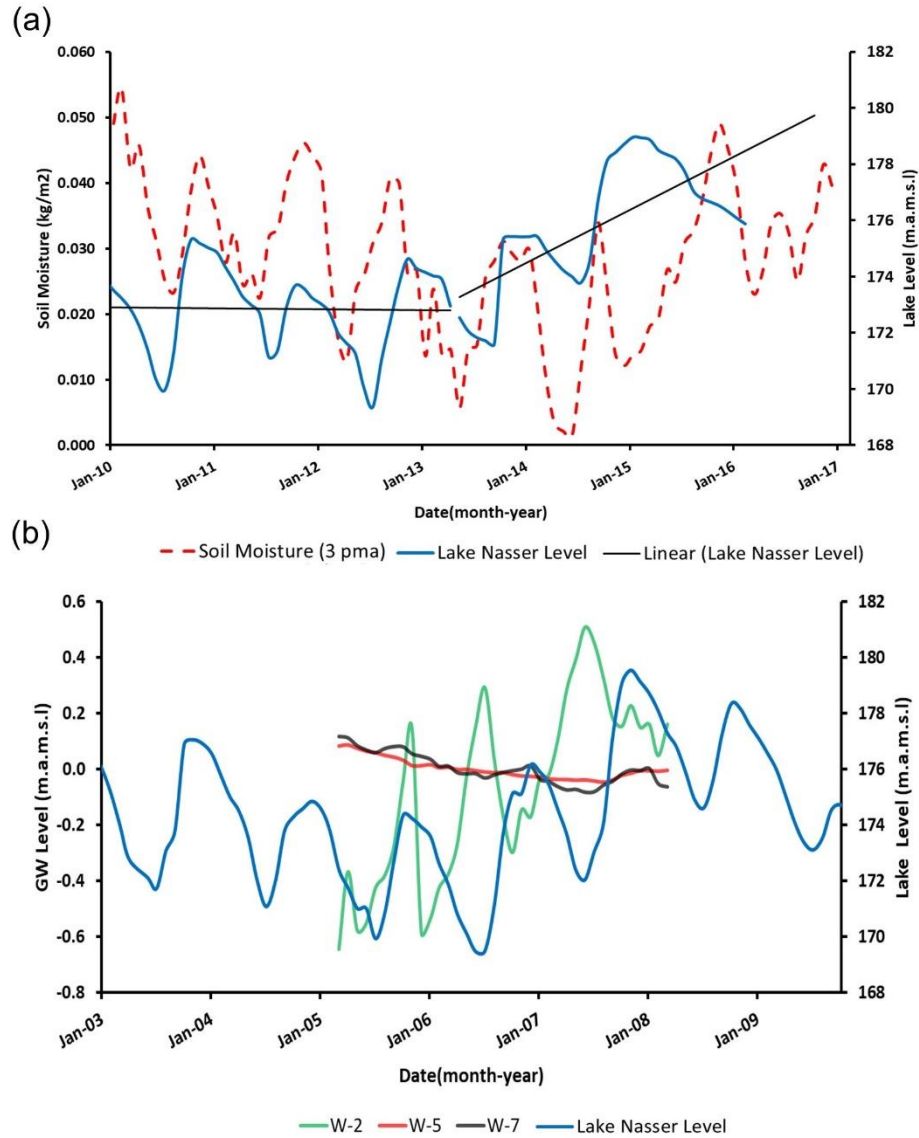 (a)
Soil Moisture (kg/m2)
0.060
0.050
0.040
0.030
0.020
0.010
0.000
182
180
178
176
174
172
170
168
Lake Level (m.a.m.s.l)
Jan-10
Jan-11
Jan-12
Jan-13
Jan-14
Jan-15
Jan-16
Jan-17
Date(month-year)
Soil Moisture (3 pma)
Lake Nasser Level
Linear (Lake Nasser Level)
(b)
GW Level (m.a.m.s.l)
0.6
0.4
0.2
0.0
-0.2
-0.4
-0.6
-0.8
182
180
178
176
174
172
170
168
Lake Level (m.a.m.s.l)
Jan-03
Jan-04
Jan-05
Jan-06
Jan-07
Jan-08
Jan-09
Date(month-year)
W-2
W-5
W-7
Lake Nasser Level